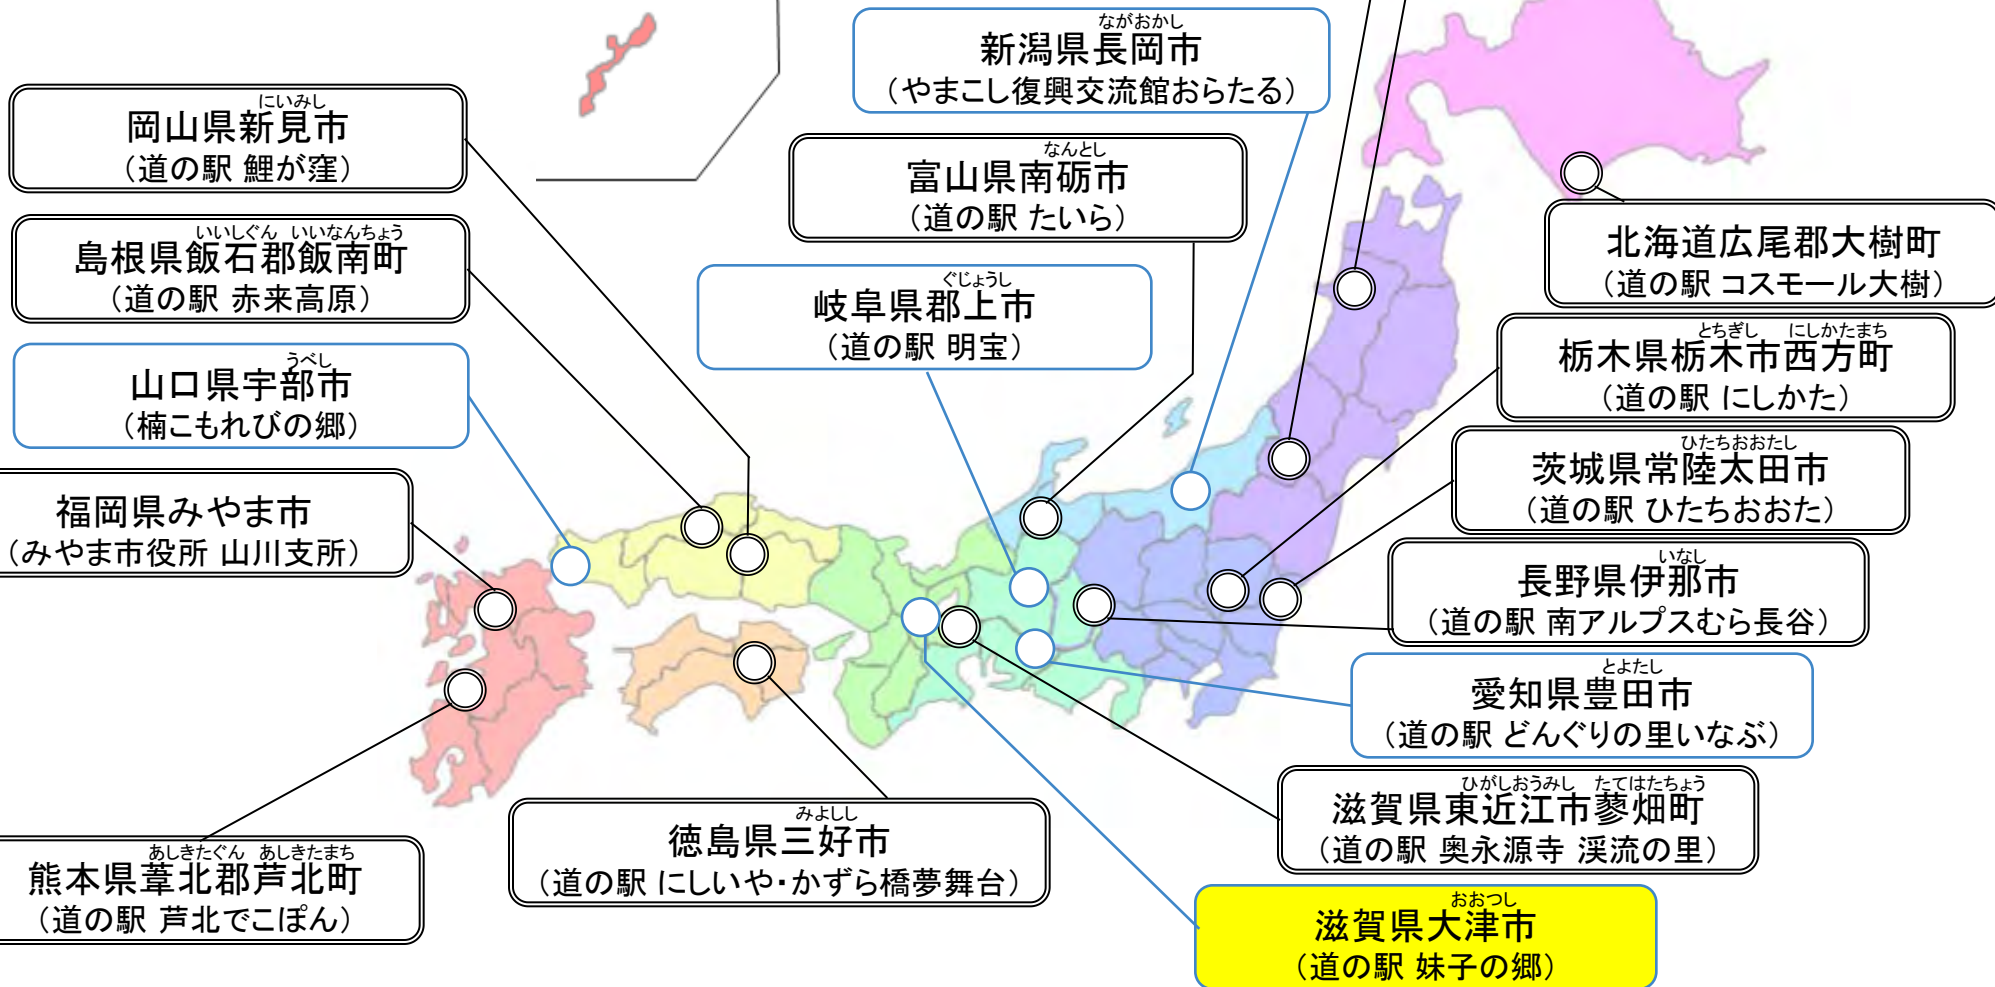 ながおかし
新潟県長岡市
（やまこし復興交流館おらたる）
にいみし
岡山県新見市
（道の駅 鯉が窪）
なんとし
富山県南砺市
（道の駅 たいら）
いいしぐん いいなんちょう
島根県飯石郡飯南町
（道の駅 赤来高原）
北海道広尾郡大樹町
（道の駅 コスモール大樹）
ぐじょうし
岐阜県郡上市
（道の駅 明宝）
とちぎし にしかたまち
栃木県栃木市西方町
（道の駅 にしかた）
うべし
山口県宇部市
（楠こもれびの郷）
ひたちおおたし
茨城県常陸太田市
（道の駅 ひたちおおた）
福岡県みやま市
（みやま市役所 山川支所）
いなし
長野県伊那市
（道の駅 南アルプスむら長谷）
とよたし
愛知県豊田市
（道の駅 どんぐりの里いなぶ）
ひがしおうみし たてはたちょう
滋賀県東近江市蓼畑町
（道の駅 奥永源寺 渓流の里）
みよしし
徳島県三好市
（道の駅 にしいや・かずら橋夢舞台）
あしきたぐん あしきたまち
熊本県葦北郡芦北町
（道の駅 芦北でこぽん）
おおつし
滋賀県大津市
（道の駅 妹子の郷）